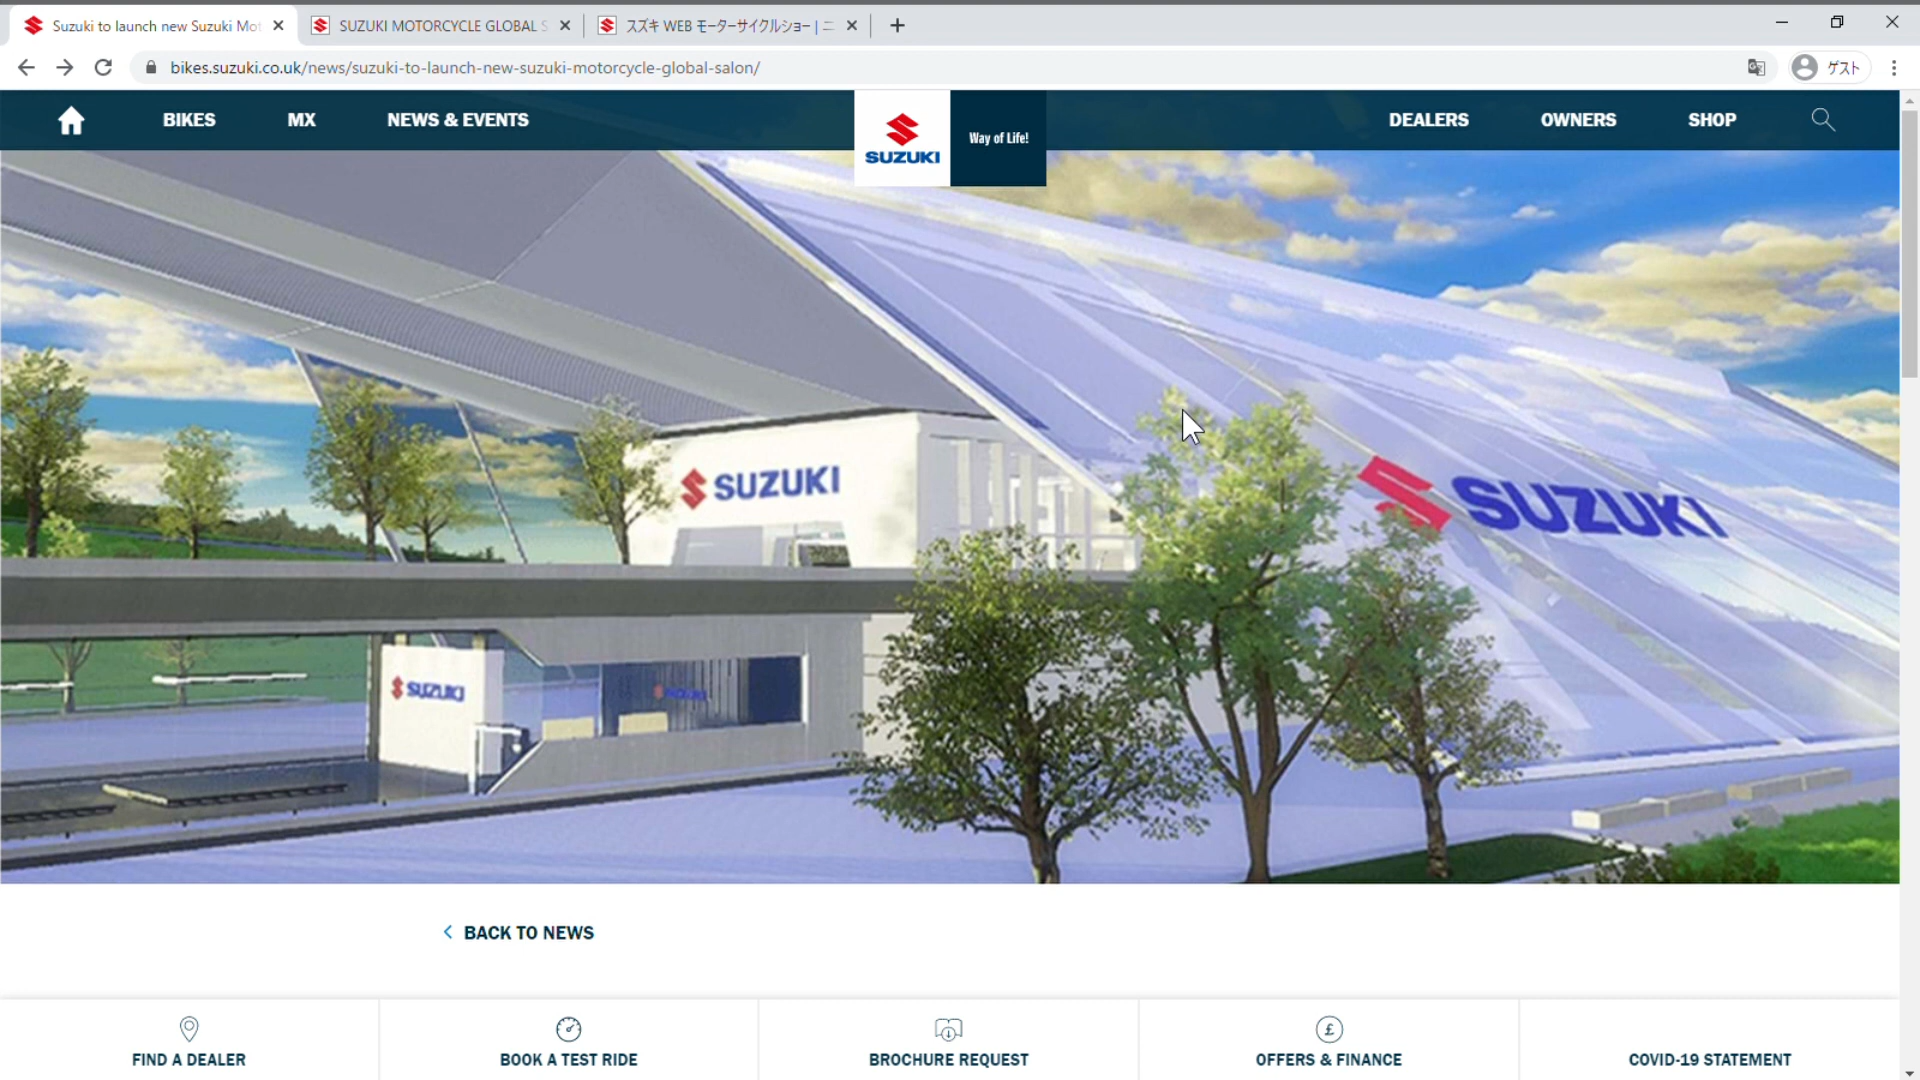 Suzuki to launch new Suzuki Mot
SUZUKI MOTORCYCLE GLOBAL S
スズキ WEB モーターサイクルショー | ニ
bikes.suzuki.co.uk/news/suzuki-to-launch-new-suzuki-motorcycle-global-salon/
ゲスト
BIKES
MX
NEWS & EVENTS
SUZUKI
Way of Life!
DEALERS
OWNERS
SHOP
SUZUKI
SUZUKI
SUZUKI
SUZUKI
BACK TO NEWS
FIND A DEALER
BOOK A TEST RIDE
BROCHURE REQUEST
OFFERS & FINANCE
COVID-19 STATEMENT